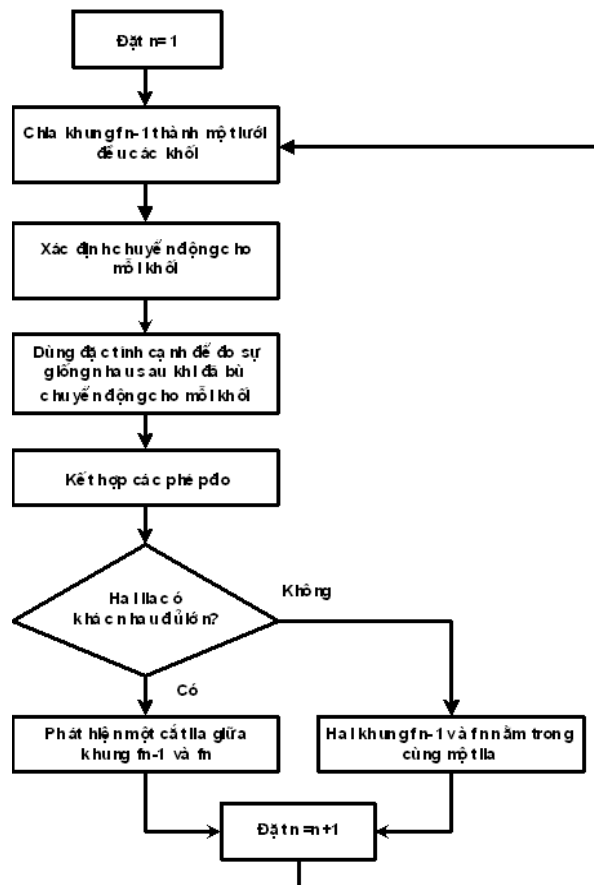 Đặt n=1
Chia khung fn-1 thành một lưới
đều các khối
Xác định chuyển động cho
mỗi khối
Dùng đặc tính cạnh để đo sự
giống nhau sau khi đã bù
chuyển động cho mỗi khối
Kết hợp các phép đo
Hai lia có
khác nhau đủ lớn?
Không
Có
Phát hiện một cắt lia giữa
khung fn-1 và fn
Hai khung fn-1 và fn nằm trong
cùng một lia
Đặt n=n+1